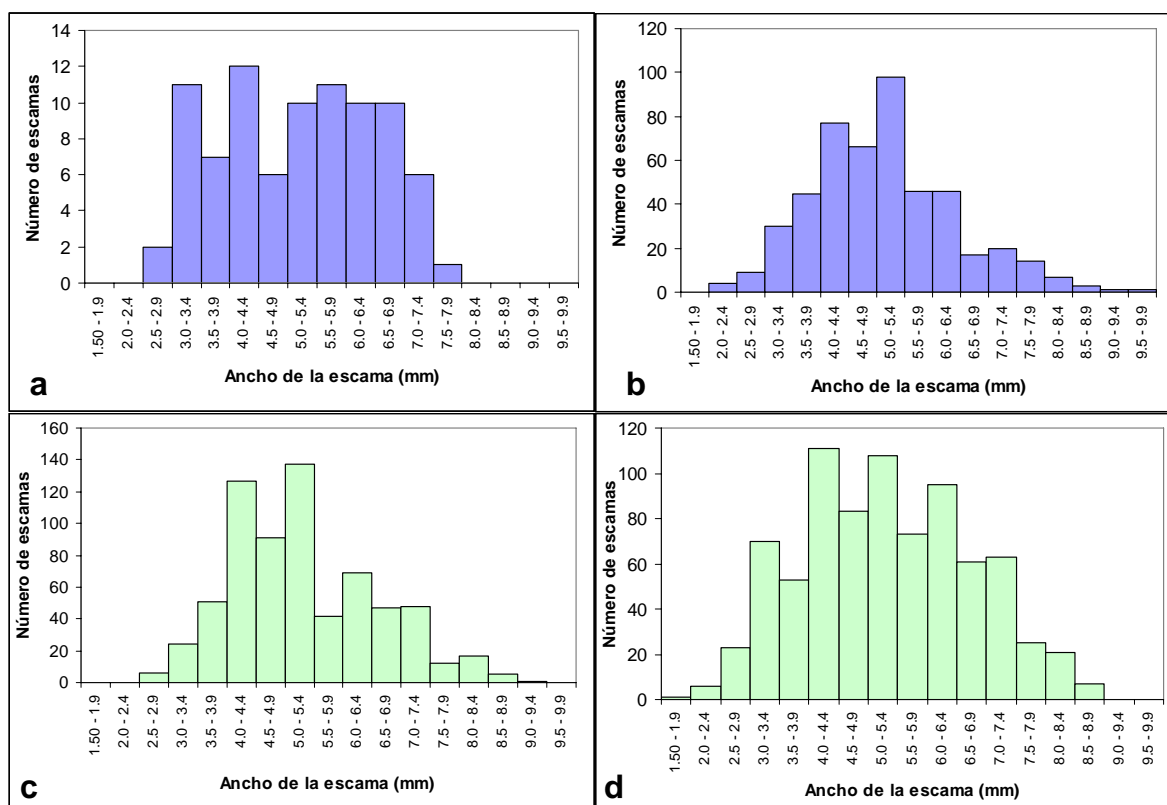 Número de escamas
14
12
10
8
6
4
2
0
1.50 - 1.9
2.0 - 2.4
2.5 - 2.9
3.0 - 3.4
3.5 - 3.9
4.0 - 4.4
4.5 - 4.9
5.0 - 5.4
5.5 - 5.9
6.0 - 6.4
6.5 - 6.9
7.0 - 7.4
7.5 - 7.9
8.0 - 8.4
8.5 - 8.9
9.0 - 9.4
9.5 - 9.9
Ancho de la escama (mm)
a
Número de escamas
120
100
80
60
40
20
0
1.50 - 1.9
2.0 - 2.4
2.5 - 2.9
3.0 - 3.4
3.5 - 3.9
4.0 - 4.4
4.5 - 4.9
5.0 - 5.4
5.5 - 5.9
6.0 - 6.4
6.5 - 6.9
7.0 - 7.4
7.5 - 7.9
8.0 - 8.4
8.5 - 8.9
9.0 - 9.4
9.5 - 9.9
Ancho de la escama (mm)
b
Número de escamas
160
140
120
100
80
60
40
20
0
1.50 - 1.9
2.0 - 2.4
2.5 - 2.9
3.0 - 3.4
3.5 - 3.9
4.0 - 4.4
4.5 - 4.9
5.0 - 5.4
5.5 - 5.9
6.0 - 6.4
6.5 - 6.9
7.0 - 7.4
7.5 - 7.9
8.0 - 8.4
8.5 - 8.9
9.0 - 9.4
9.5 - 9.9
Ancho de la escama (mm)
c
Número de escamas
120
100
80
60
40
20
0
1.50 - 1.9
2.0 - 2.4
2.5 - 2.9
3.0 - 3.4
3.5 - 3.9
4.0 - 4.4
4.5 - 4.9
5.0 - 5.4
5.5 - 5.9
6.0 - 6.4
6.5 - 6.9
7.0 - 7.4
7.5 - 7.9
8.0 - 8.4
8.5 - 8.9
9.0 - 9.4
9.5 - 9.9
Ancho de la escama (mm)
d